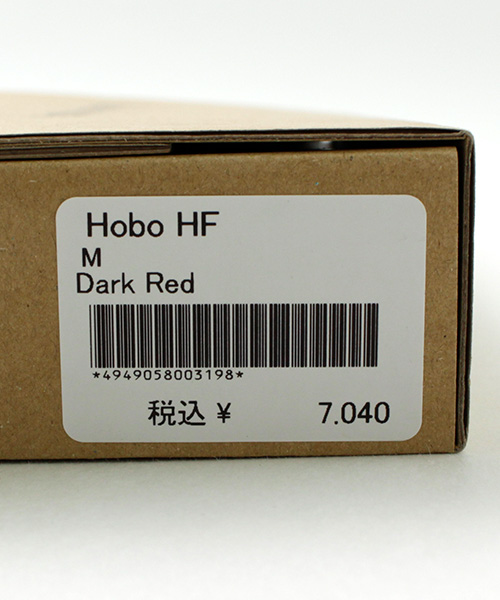 Hobo HF
M
Dark Red
*4949058003198*
税込 ¥ 7.040